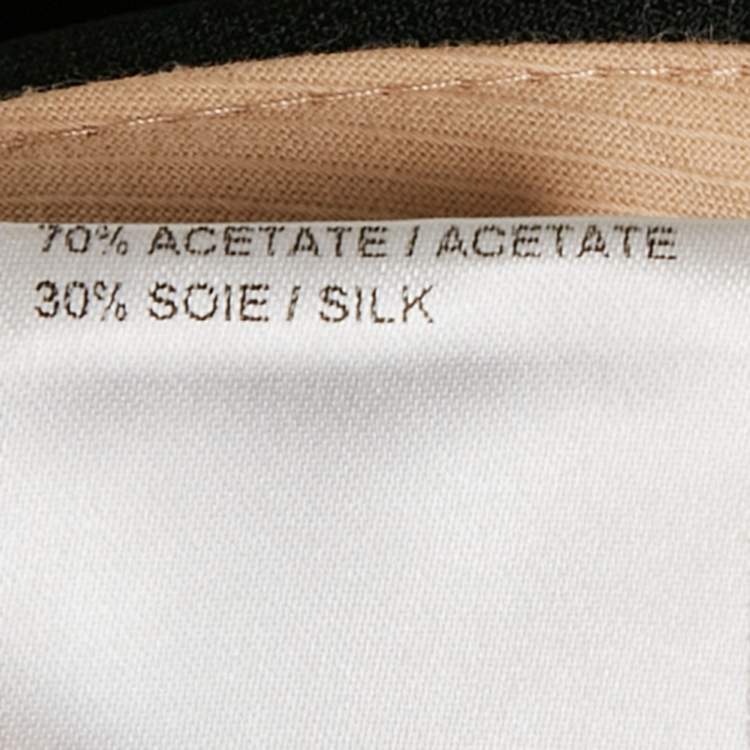 70% ACETATE / ACETATE
30% SOIE / SILK